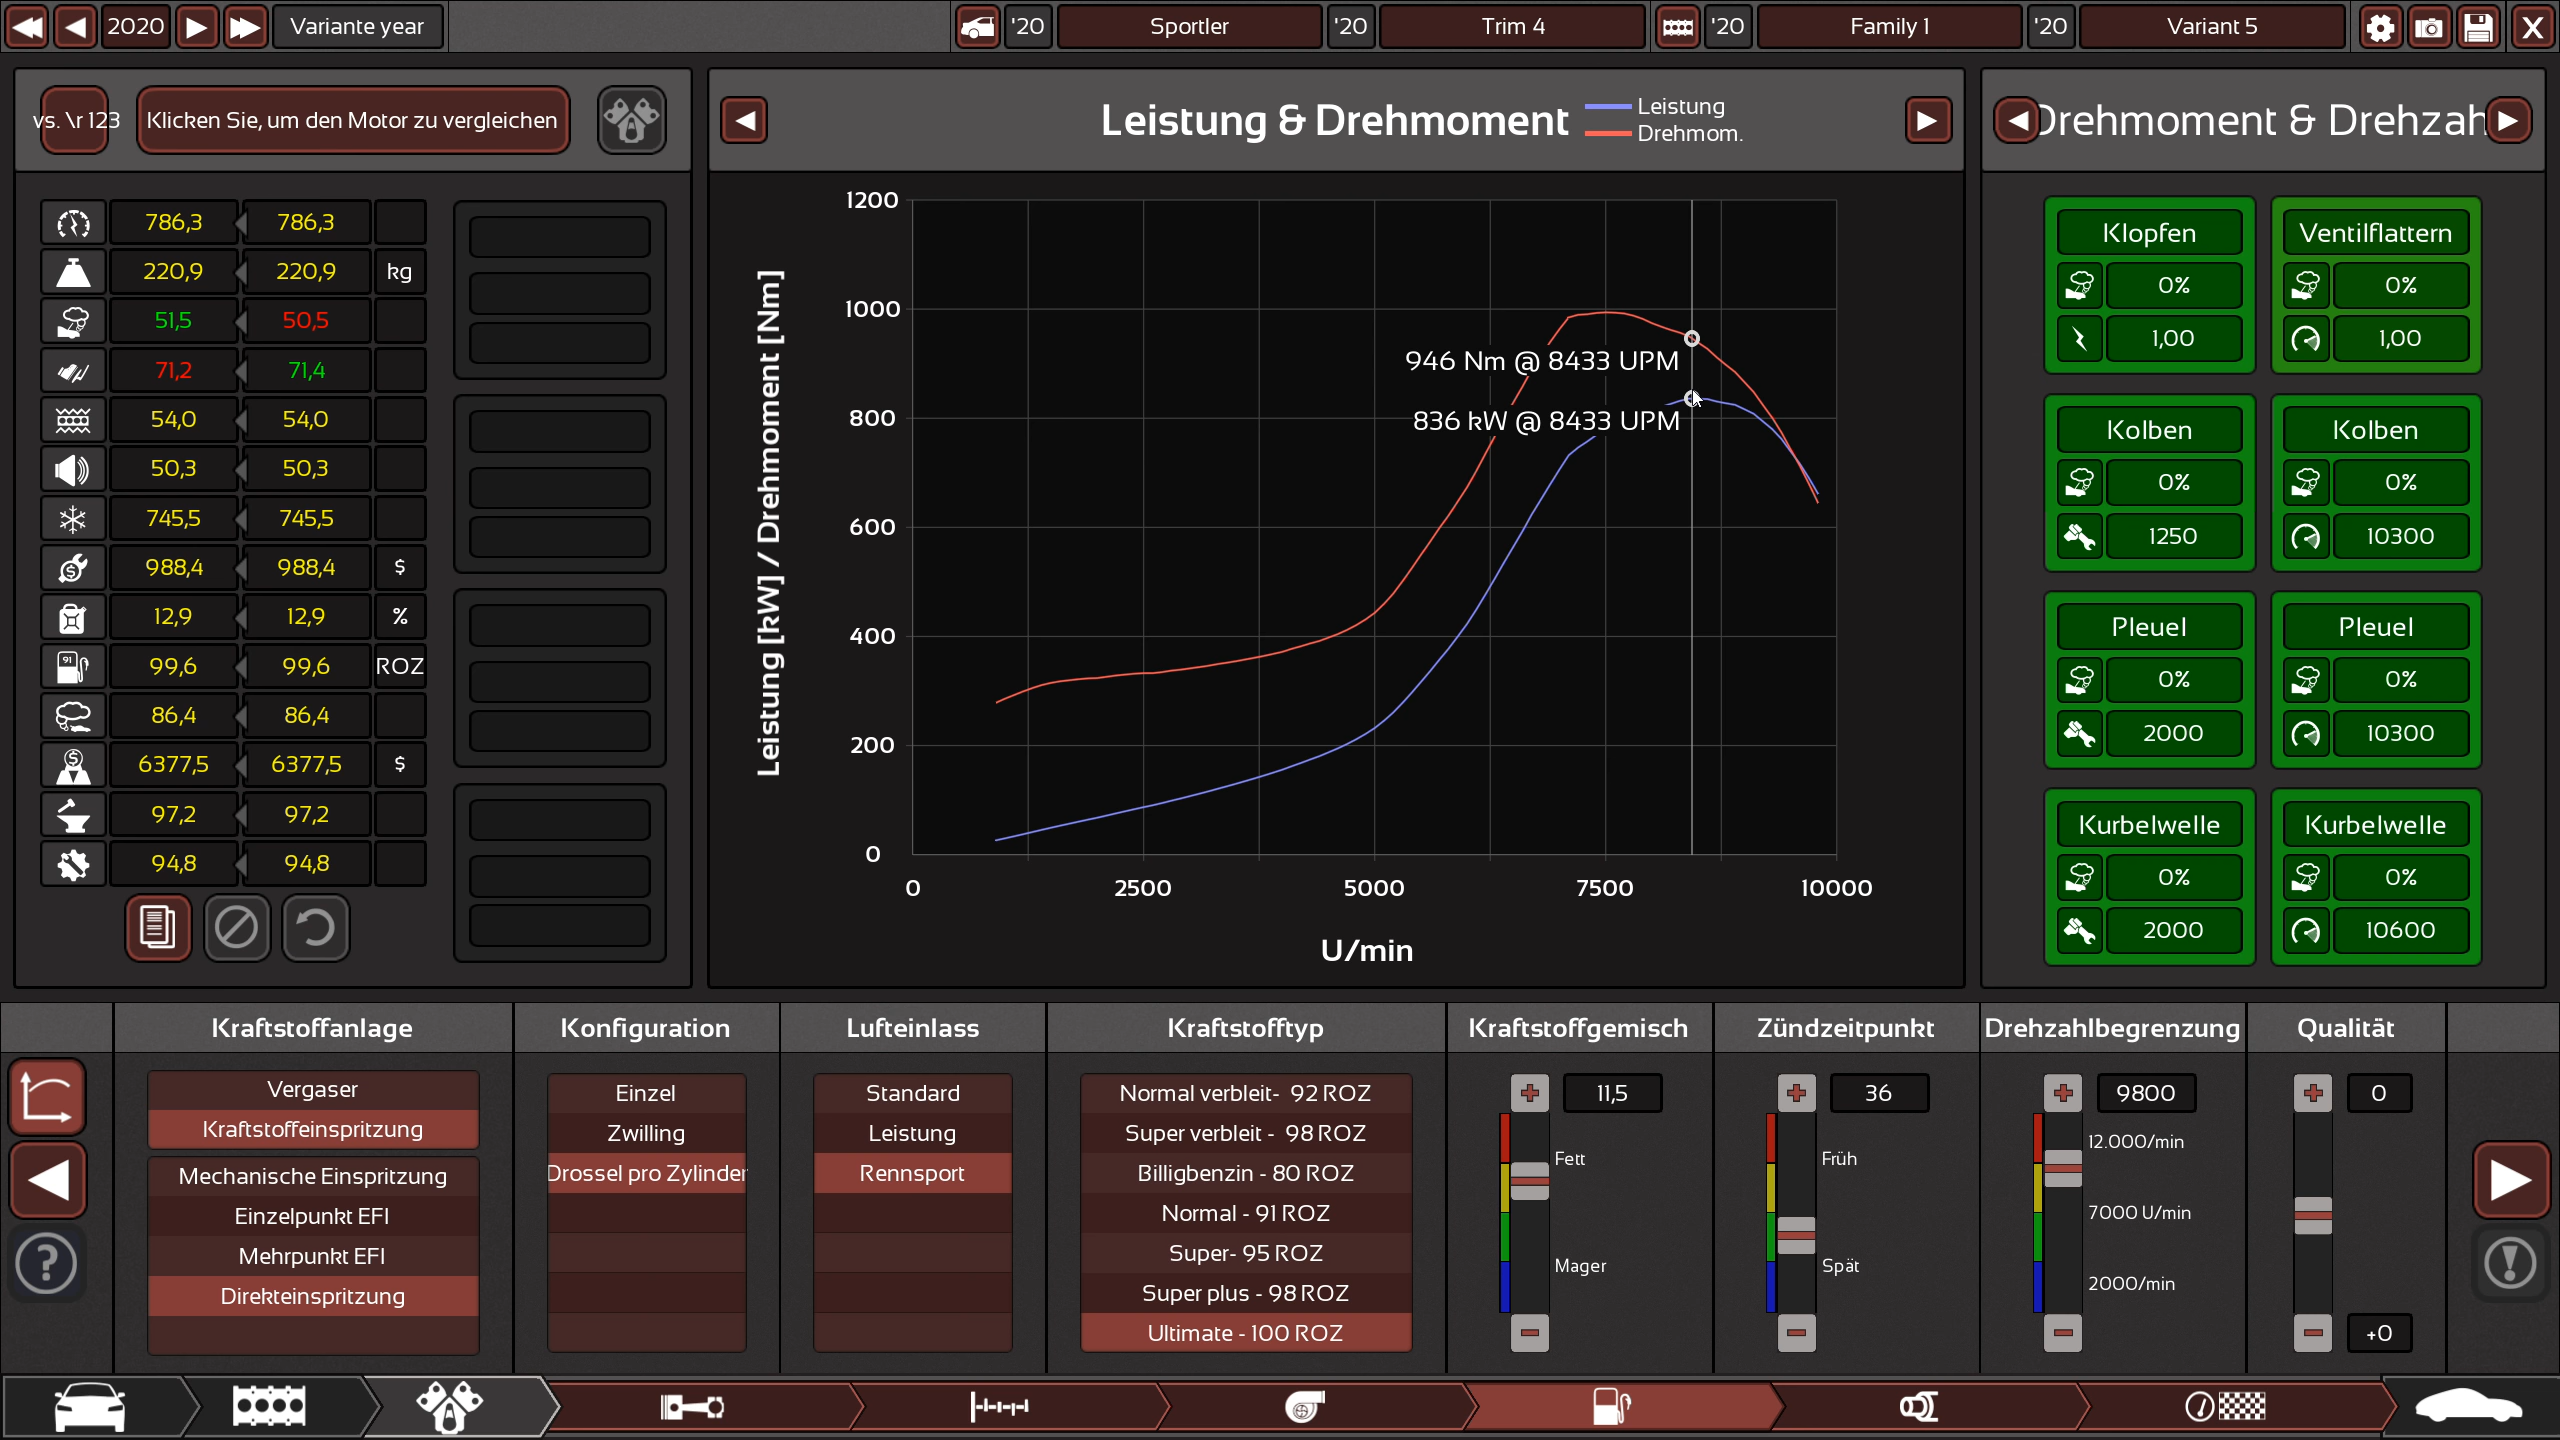 2020
Variante year
'20
Sportler
'20
Trim 4
'20
Family 1
'20
Variant 5
X
vs. \r 123
Klicken Sie, um den Motor zu vergleichen
786,3 786,3
220,9 220,9 kg
51,5 50,5
71,2 71,4
54,0 54,0
50,3 50,3
745,5 745,5
988,4 988,4 $
12,9 12,9 %
91 99,6 99,6 ROZ
86,4 86,4
6377,5 6377,5 $
97,2 97,2
94,8 94,8
Leistung & Drehmoment
Leistung
Drehmom.
Leistung [kW] / Drehmoment [Nm]
1200
1000
800
600
400
200
0
946 Nm @ 8433 UPM
836 kW @ 8433 UPM
0 2500 5000 7500 10000
U/min
Drehmoment & Drehzah
Klopfen
0%
1,00
Ventilflattern
0%
1,00
Kolben
0%
1250
Kolben
0%
10300
Pleuel
0%
2000
Pleuel
0%
10300
Kurbelwelle
0%
2000
Kurbelwelle
0%
10600
Kraftstoffanlage
Vergaser
Kraftstoffeinspritzung
Mechanische Einspritzung
Einzelpunkt EFI
Mehrpunkt EFI
Direkteinspritzung
Konfiguration
Einzel
Zwilling
Drossel pro Zylinder
Lufteinlass
Standard
Leistung
Rennsport
Kraftstofftyp
Normal verbleit- 92 ROZ
Super verbleit - 98 ROZ
Billigbenzin - 80 ROZ
Normal - 91 ROZ
Super- 95 ROZ
Super plus - 98 ROZ
Ultimate - 100 ROZ
Kraftstoffgemisch
11,5
Fett
Mager
Zündzeitpunkt
36
Früh
Spät
Drehzahlbegrenzung
9800
12.000/min
7000 U/min
2000/min
Qualität
0
+0
?
!